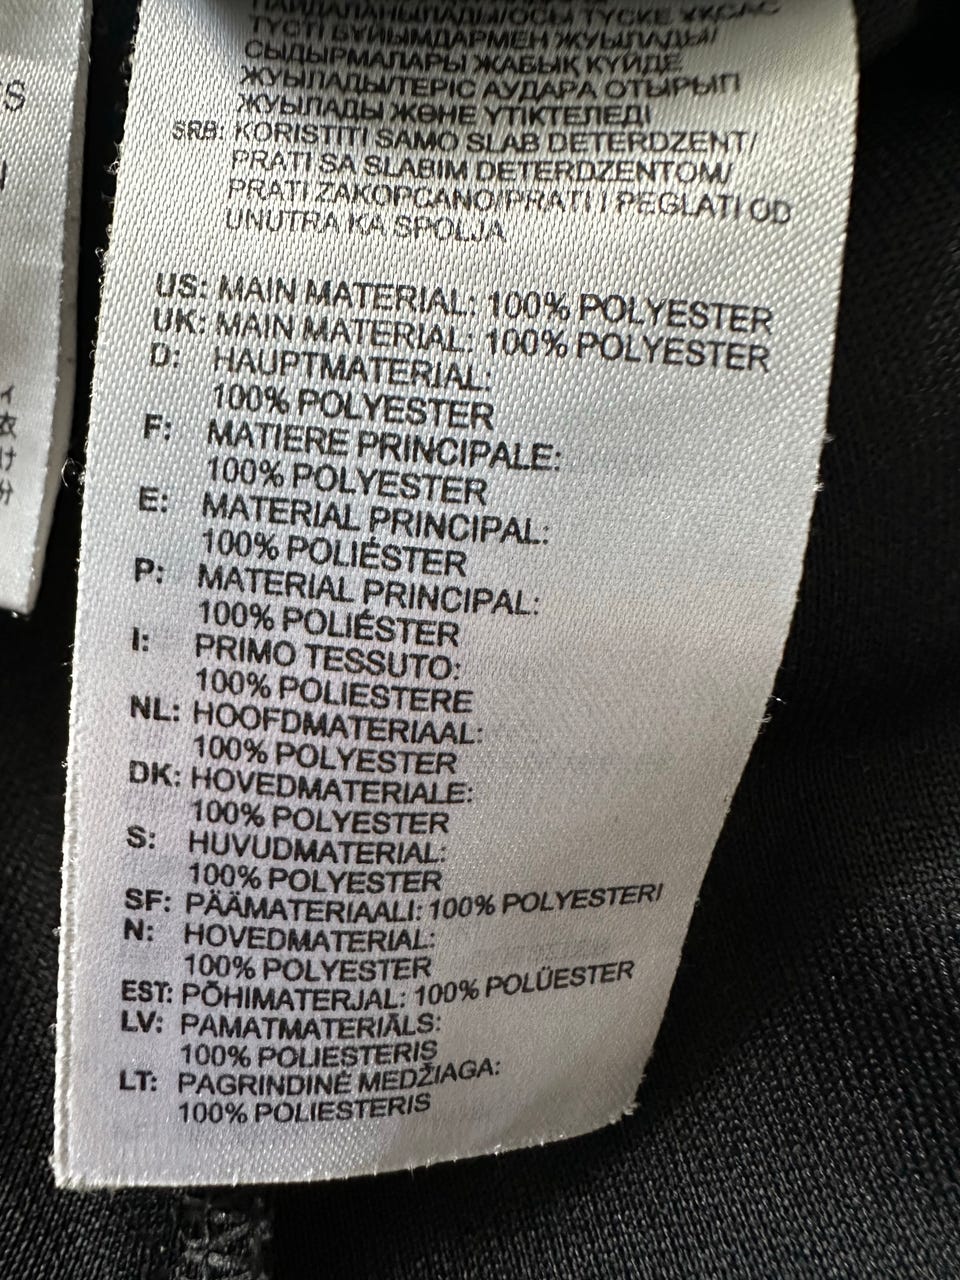 ТҮСТІ БҰЙЫМДАРМЕН ЖУЫЛАДЫ/
СЫДЫРМАЛАРЫ ЖАБЫҚ КҮЙДЕ
ЖУЫЛАДЫ/ТЕРІС АУДАРА ОТЫРЫП
ЖУЫЛАДЫ ЖӘНЕ ҮТІКТЕЛЕДІ
SRB: KORISTITI SAMO SLAB DETERDZENT/
PRATI SA SLABIM DETERDZENTOM/
PRATI ZAKOPCANO/PRATI I PEGLATI OD
UNUTRA KA SPOLJA
US: MAIN MATERIAL: 100% POLYESTER
UK: MAIN MATERIAL: 100% POLYESTER
D: HAUPTMATERIAL:
100% POLYESTER
F: MATIERE PRINCIPALE:
100% POLYESTER
E: MATERIAL PRINCIPAL:
100% POLIÉSTER
P: MATERIAL PRINCIPAL:
100% POLIÉSTER
I: PRIMO TESSUTO:
100% POLIESTERE
NL: HOOFDMATERIAAL:
100% POLYESTER
DK: HOVEDMATERIALE:
100% POLYESTER
S: HUVUDMATERIAL:
100% POLYESTER
SF: PÄÄMATERIAALI: 100% POLYESTERI
N: HOVEDMATERIAL:
100% POLYESTER
EST: PÕHIMATERJAL: 100% POLÜESTER
LV: PAMATMATERIĀLS:
100% POLIESTERIS
LT: PAGRINDINĖ MEDŽIAGA:
100% POLIESTERIS